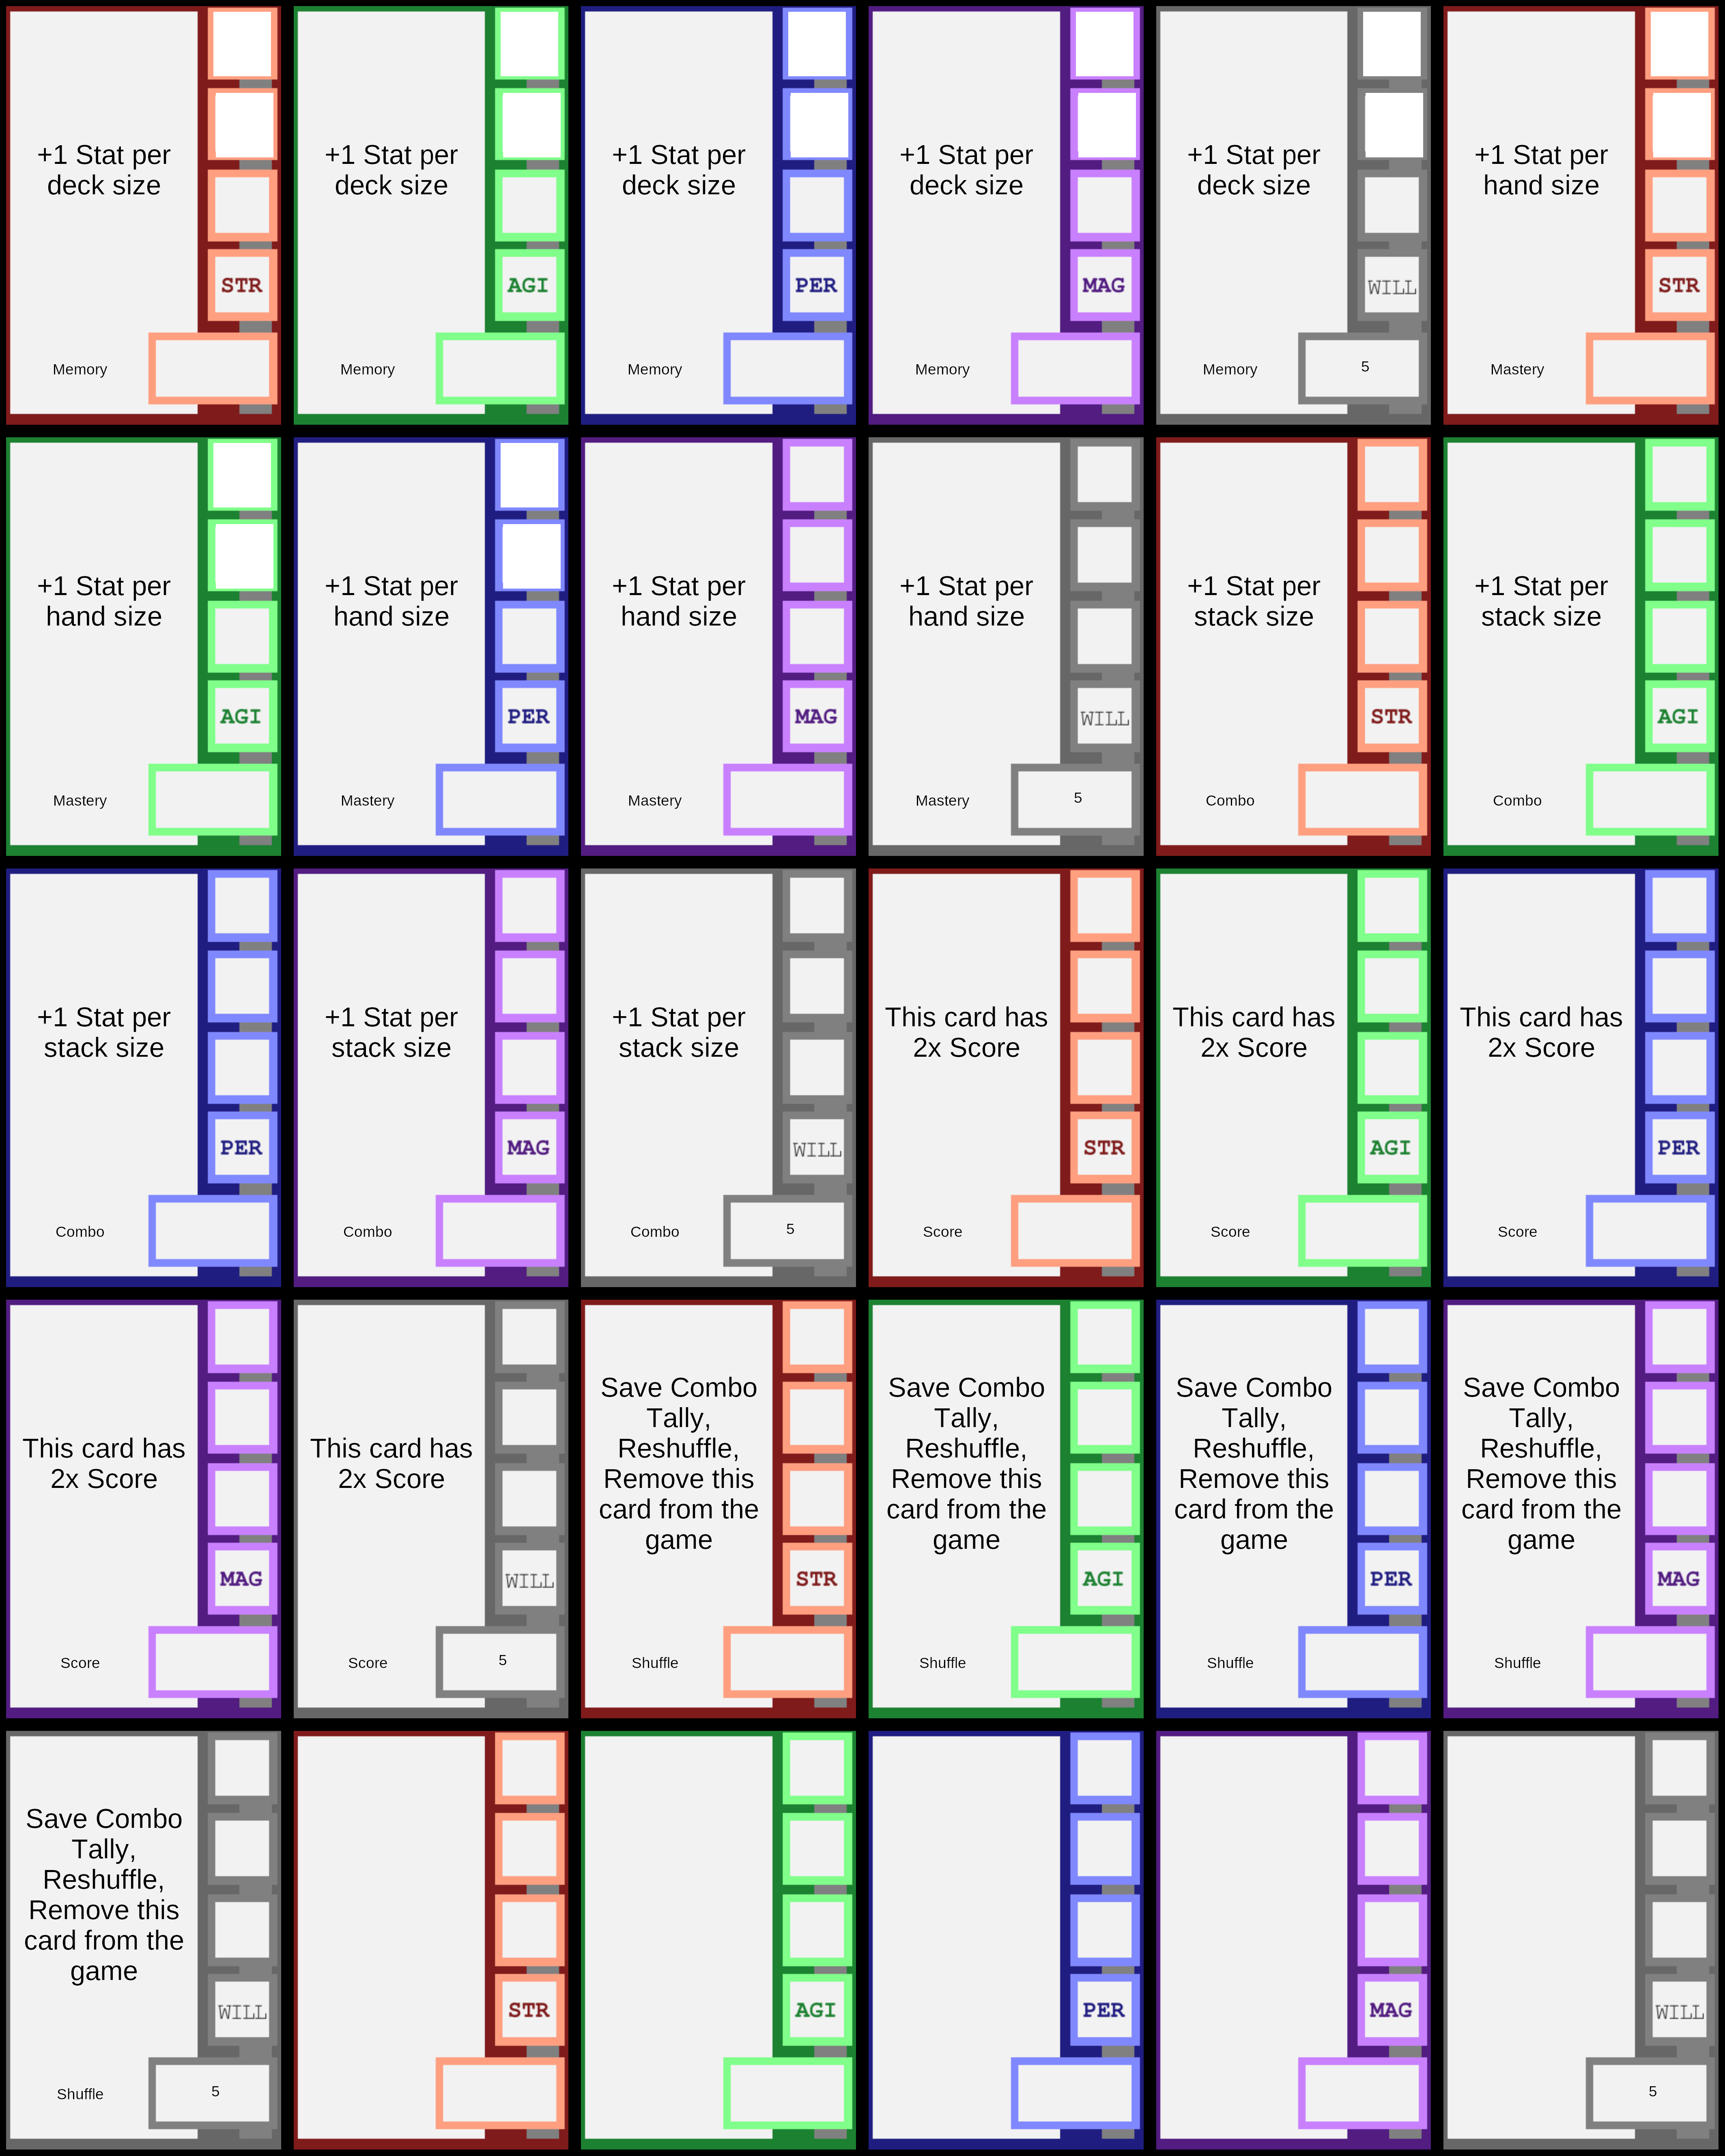 +1 Stat per
deck size
STR
Memory
+1 Stat per
deck size
AGI
Memory
+1 Stat per
deck size
PER
Memory
+1 Stat per
deck size
MAG
Memory
+1 Stat per
deck size
WILL
Memory
5
+1 Stat per
hand size
STR
Mastery
+1 Stat per
hand size
AGI
Mastery
+1 Stat per
hand size
PER
Mastery
+1 Stat per
hand size
MAG
Mastery
+1 Stat per
hand size
WILL
Mastery
5
+1 Stat per
stack size
STR
Combo
+1 Stat per
stack size
AGI
Combo
+1 Stat per
stack size
PER
Combo
+1 Stat per
stack size
MAG
Combo
+1 Stat per
stack size
WILL
Combo
5
This card has
2x Score
STR
Score
This card has
2x Score
AGI
Score
This card has
2x Score
PER
Score
This card has
2x Score
MAG
Score
This card has
2x Score
WILL
Score
5
Save Combo
Tally,
Reshuffle,
Remove this
card from the
game
STR
Shuffle
Save Combo
Tally,
Reshuffle,
Remove this
card from the
game
AGI
Shuffle
Save Combo
Tally,
Reshuffle,
Remove this
card from the
game
PER
Shuffle
Save Combo
Tally,
Reshuffle,
Remove this
card from the
game
MAG
Shuffle
Save Combo
Tally,
Reshuffle,
Remove this
card from the
game
WILL
Shuffle
5
STR
AGI
PER
MAG
WILL
5